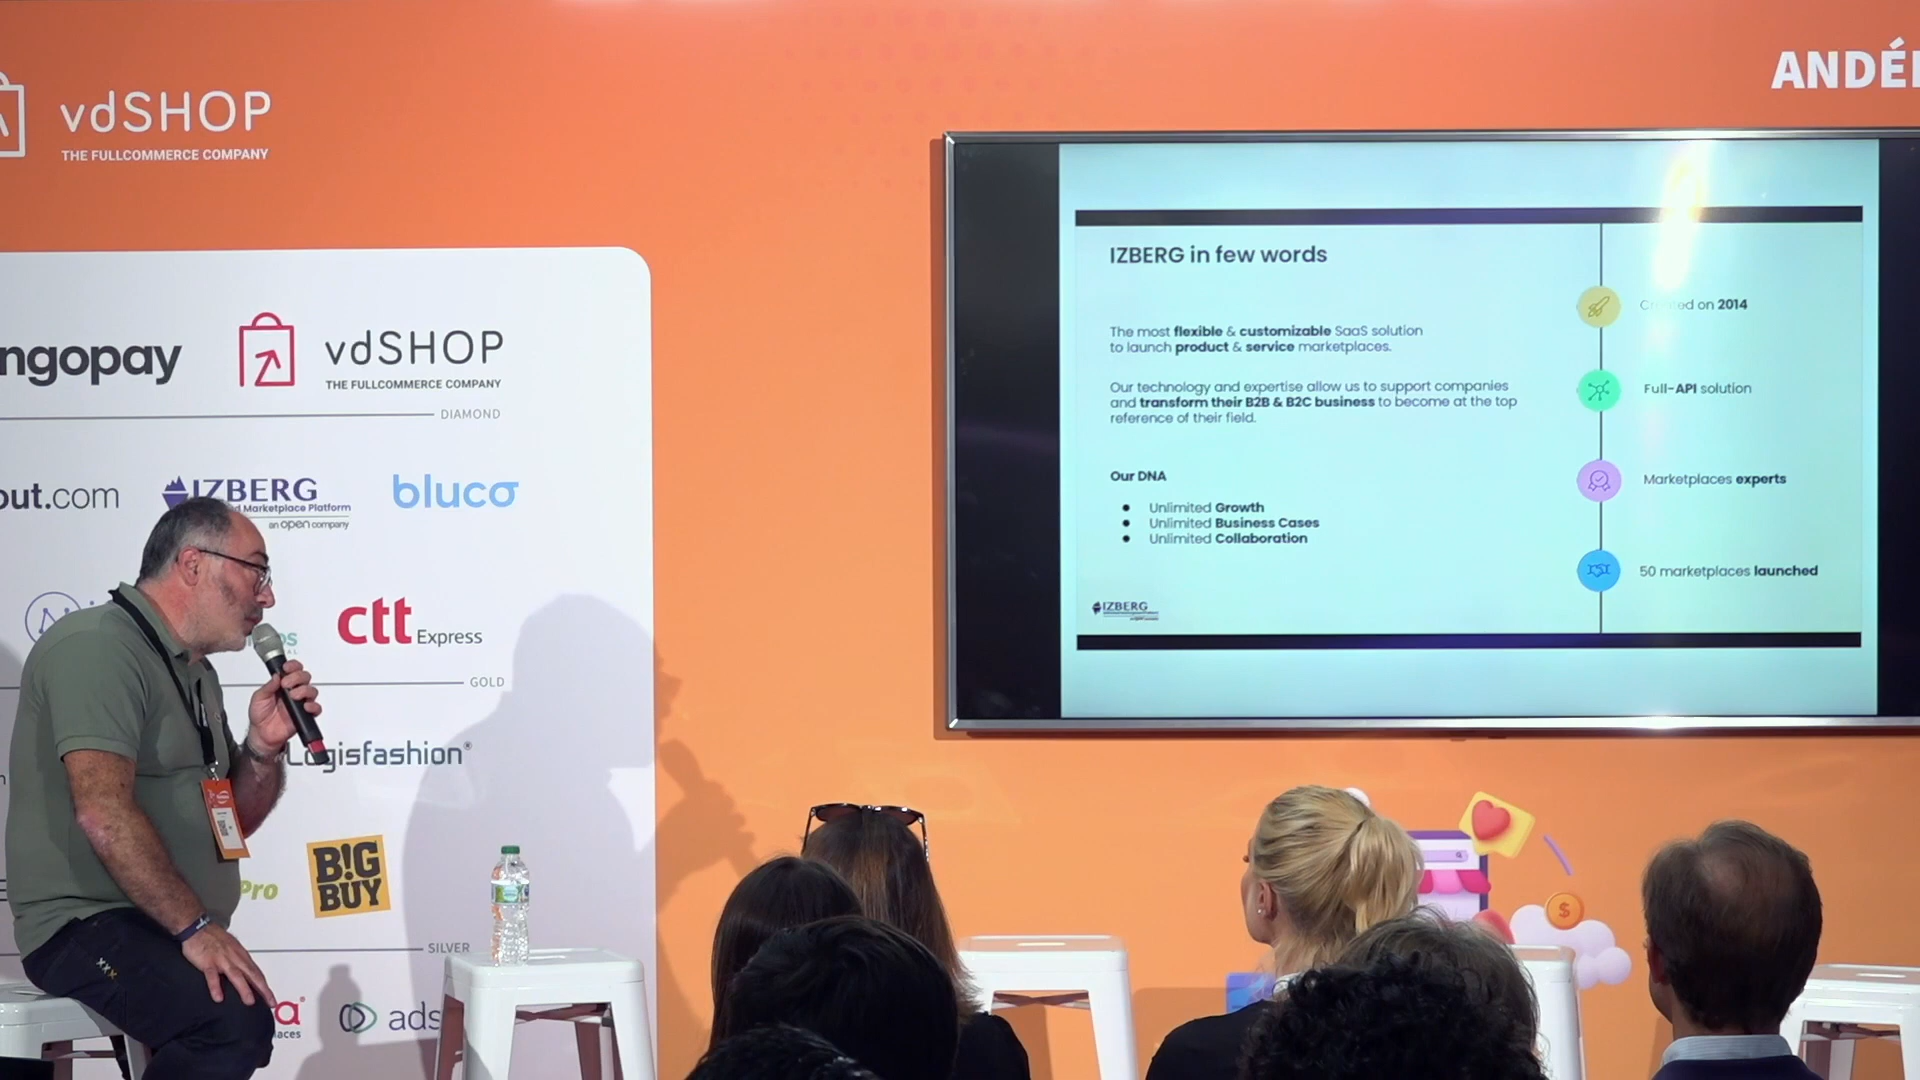 vdSHOP
THE FULLCOMMERCE COMPANY
ngopay
vdSHOP
THE FULLCOMMERCE COMPANY
DIAMOND
out.com
IZBERG
d Marketplace Platform
an open company
bluco
ctt Express
GOLD
Logisfashion®
Pro
B!G
BUY
SILVER
ads
ANDÉ
IZBERG in few words
The most flexible & customizable SaaS solution
to launch product & service marketplaces.
Our technology and expertise allow us to support companies
and transform their B2B & B2C business to become at the top
reference of their field.
Our DNA
● Unlimited Growth
● Unlimited Business Cases
● Unlimited Collaboration
IZBERG
Created on 2014
Full-API solution
Marketplaces experts
50 marketplaces launched